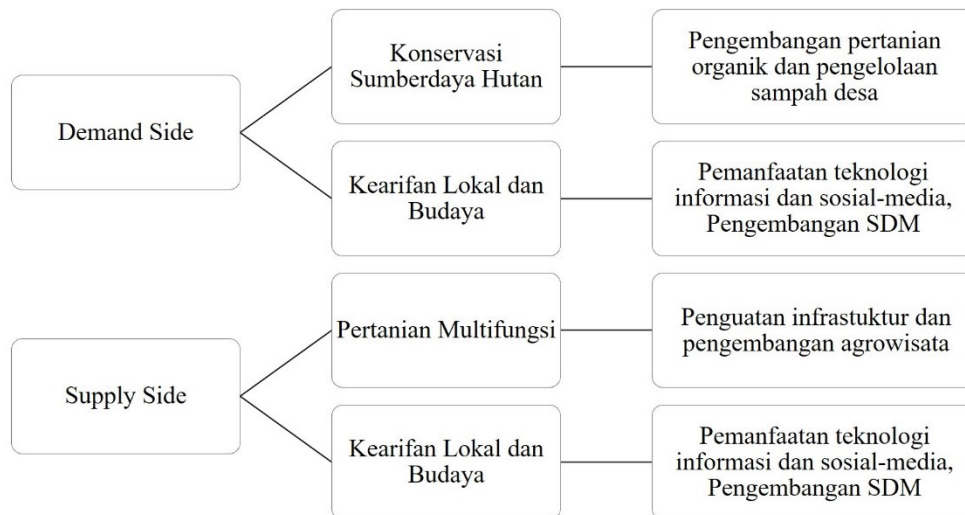 Demand Side
Konservasi
Sumberdaya Hutan
Pengembangan pertanian
organik dan pengelolaan
sampah desa
Kearifan Lokal dan
Budaya
Pemanfaatan teknologi
informasi dan sosial-media,
Pengembangan SDM
Supply Side
Pertanian Multifungsi
Penguatan infrastuktur dan
pengembangan agrowisata
Kearifan Lokal dan
Budaya
Pemanfaatan teknologi
informasi dan sosial-media,
Pengembangan SDM